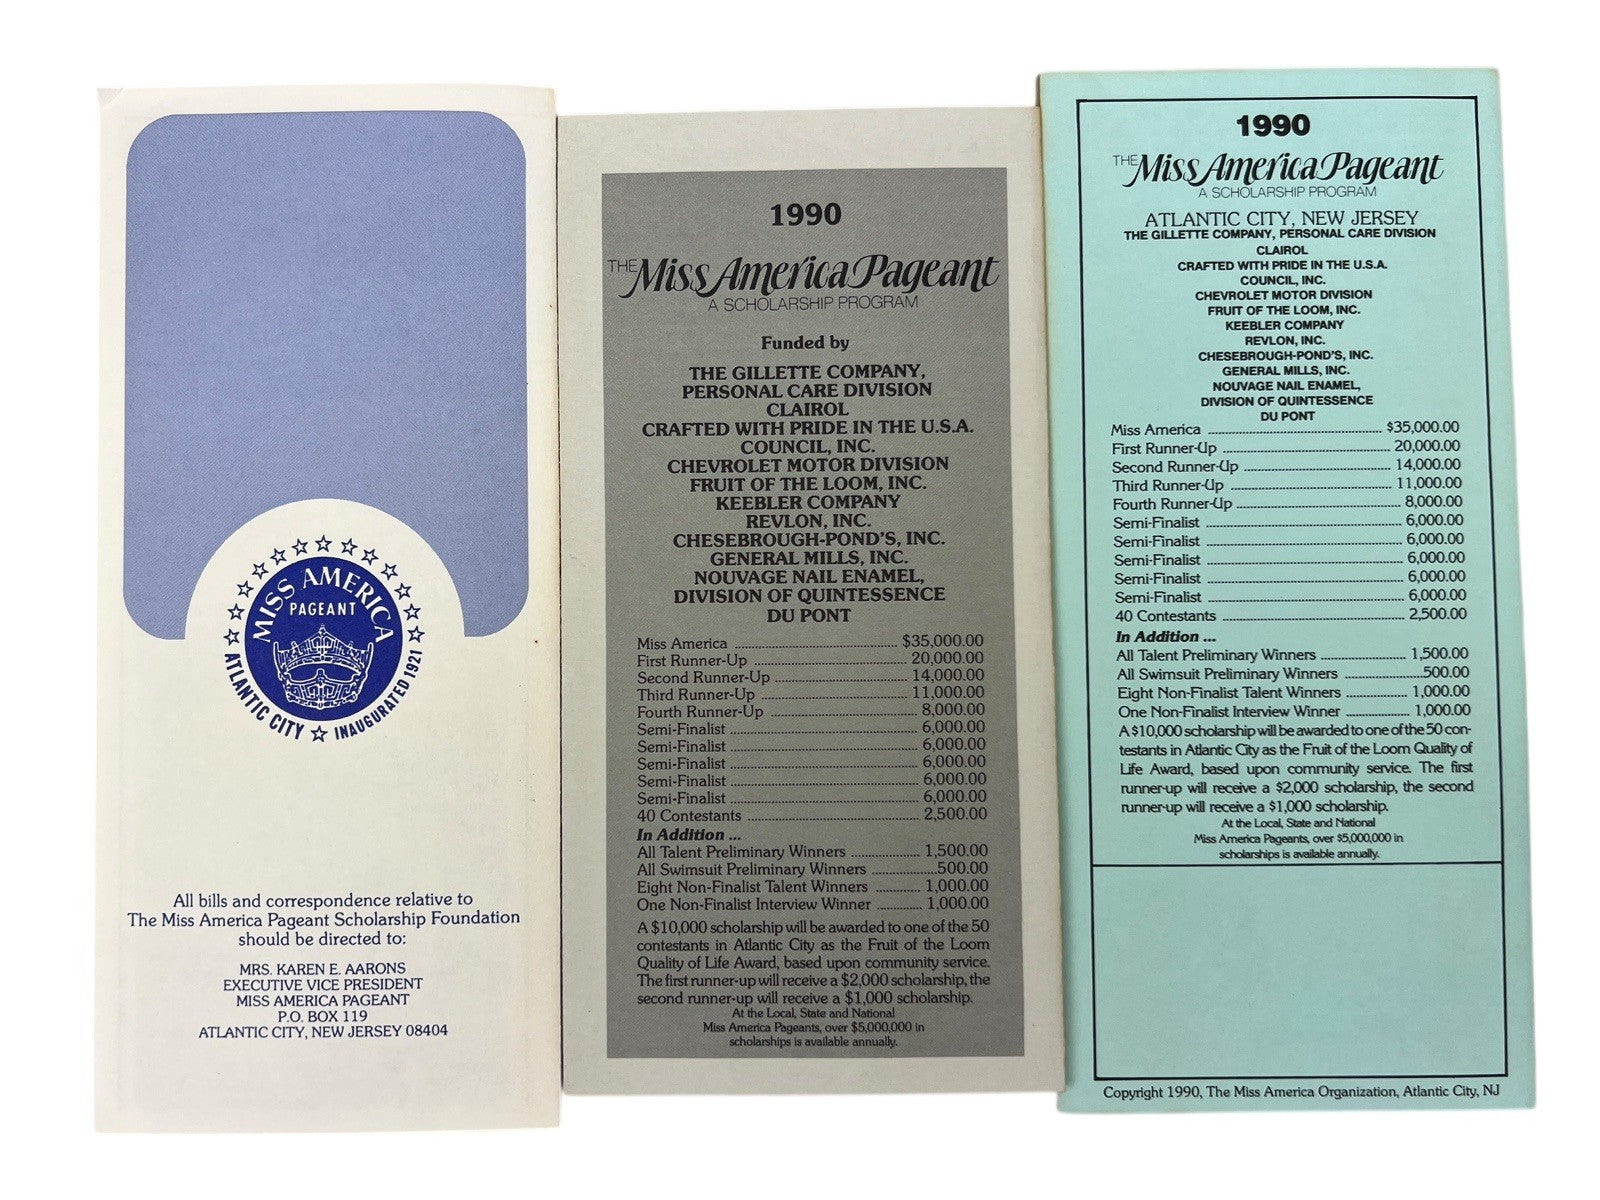 MISS AMERICA
PAGEANT
ATLANTIC CITY ☆ INAUGURATED 1921
All bills and correspondence relative to
The Miss America Pageant Scholarship Foundation
should be directed to:
MRS. KAREN E. AARONS
EXECUTIVE VICE PRESIDENT
MISS AMERICA PAGEANT
P.O. BOX 119
ATLANTIC CITY, NEW JERSEY 08404
1990
THE Miss America Pageant
A SCHOLARSHIP PROGRAM
Funded by
THE GILLETTE COMPANY,
PERSONAL CARE DIVISION
CLAIROL
CRAFTED WITH PRIDE IN THE U.S.A.
COUNCIL, INC.
CHEVROLET MOTOR DIVISION
FRUIT OF THE LOOM, INC.
KEEBLER COMPANY
REVLON, INC.
CHESEBROUGH-POND'S, INC.
GENERAL MILLS, INC.
NOUVAGE NAIL ENAMEL,
DIVISION OF QUINTESSENCE
DU PONT
Miss America ........ $35,000.00
First Runner-Up ........ 20,000.00
Second Runner-Up ........ 14,000.00
Third Runner-Up ........ 11,000.00
Fourth Runner-Up ........ 8,000.00
Semi-Finalist ........ 6,000.00
Semi-Finalist ........ 6,000.00
Semi-Finalist ........ 6,000.00
Semi-Finalist ........ 6,000.00
Semi-Finalist ........ 6,000.00
40 Contestants ........ 2,500.00
In Addition ...
All Talent Preliminary Winners ........ 1,500.00
All Swimsuit Preliminary Winners ........ 500.00
Eight Non-Finalist Talent Winners ........ 1,000.00
One Non-Finalist Interview Winner ........ 1,000.00
A $10,000 scholarship will be awarded to one of the 50
contestants in Atlantic City as the Fruit of the Loom
Quality of Life Award, based upon community service.
The first runner-up will receive a $2,000 scholarship, the
second runner-up will receive a $1,000 scholarship.
At the Local, State and National
Miss America Pageants, over $5,000,000 in
scholarships is available annually.
1990
THE Miss America Pageant
A SCHOLARSHIP PROGRAM
ATLANTIC CITY, NEW JERSEY
THE GILLETTE COMPANY, PERSONAL CARE DIVISION
CLAIROL
CRAFTED WITH PRIDE IN THE U.S.A.
COUNCIL, INC.
CHEVROLET MOTOR DIVISION
FRUIT OF THE LOOM, INC.
KEEBLER COMPANY
REVLON, INC.
CHESEBROUGH-POND'S, INC.
GENERAL MILLS, INC.
NOUVAGE NAIL ENAMEL,
DIVISION OF QUINTESSENCE
DU PONT
Miss America ........ $35,000.00
First Runner-Up ........ 20,000.00
Second Runner-Up ........ 14,000.00
Third Runner-Up ........ 11,000.00
Fourth Runner-Up ........ 8,000.00
Semi-Finalist ........ 6,000.00
Semi-Finalist ........ 6,000.00
Semi-Finalist ........ 6,000.00
Semi-Finalist ........ 6,000.00
Semi-Finalist ........ 6,000.00
40 Contestants ........ 2,500.00
In Addition ...
All Talent Preliminary Winners ........ 1,500.00
All Swimsuit Preliminary Winners ........ 500.00
Eight Non-Finalist Talent Winners ........ 1,000.00
One Non-Finalist Interview Winner ........ 1,000.00
A $10,000 scholarship will be awarded to one of the 50 con-
testants in Atlantic City as the Fruit of the Loom Quality of
Life Award, based upon community service. The first
runner-up will receive a $2,000 scholarship, the second
runner-up will receive a $1,000 scholarship.
At the Local, State and National
Miss America Pageants, over $5,000,000 in
scholarships is available annually.
Copyright 1990, The Miss America Organization, Atlantic City, NJ